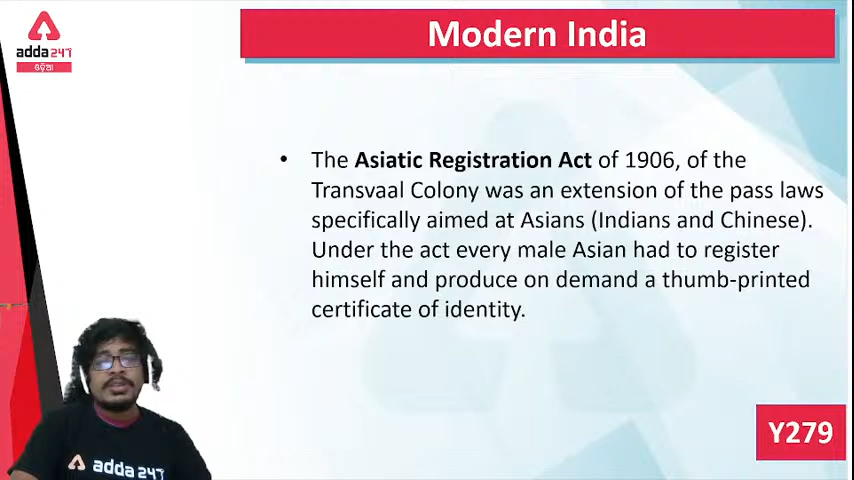 adda247
ଓଡ଼ିଆ
Modern India
• The Asiatic Registration Act of 1906, of the
Transvaal Colony was an extension of the pass laws
specifically aimed at Asians (Indians and Chinese).
Under the act every male Asian had to register
himself and produce on demand a thumb-printed
certificate of identity.
adda247
Y279